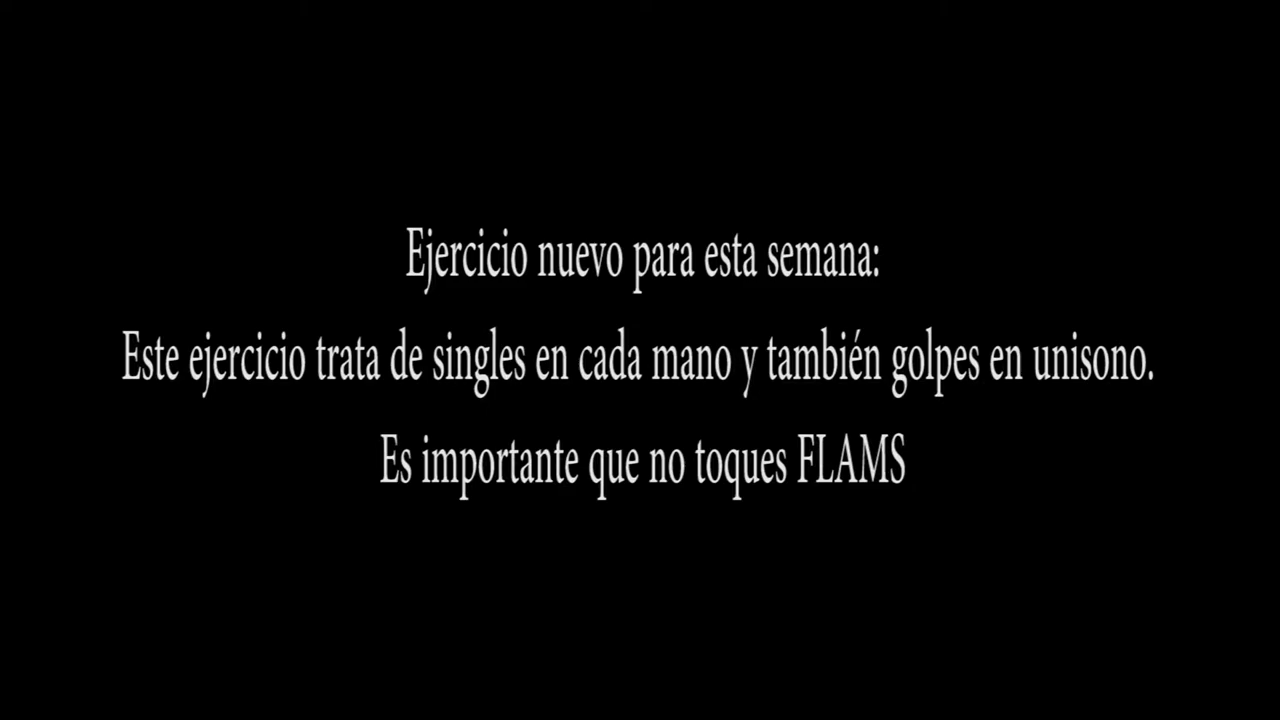 Ejercicio nuevo para esta semana:
Este ejercicio trata de singles en cada mano y también golpes en unisono.
Es importante que no toques FLAMS